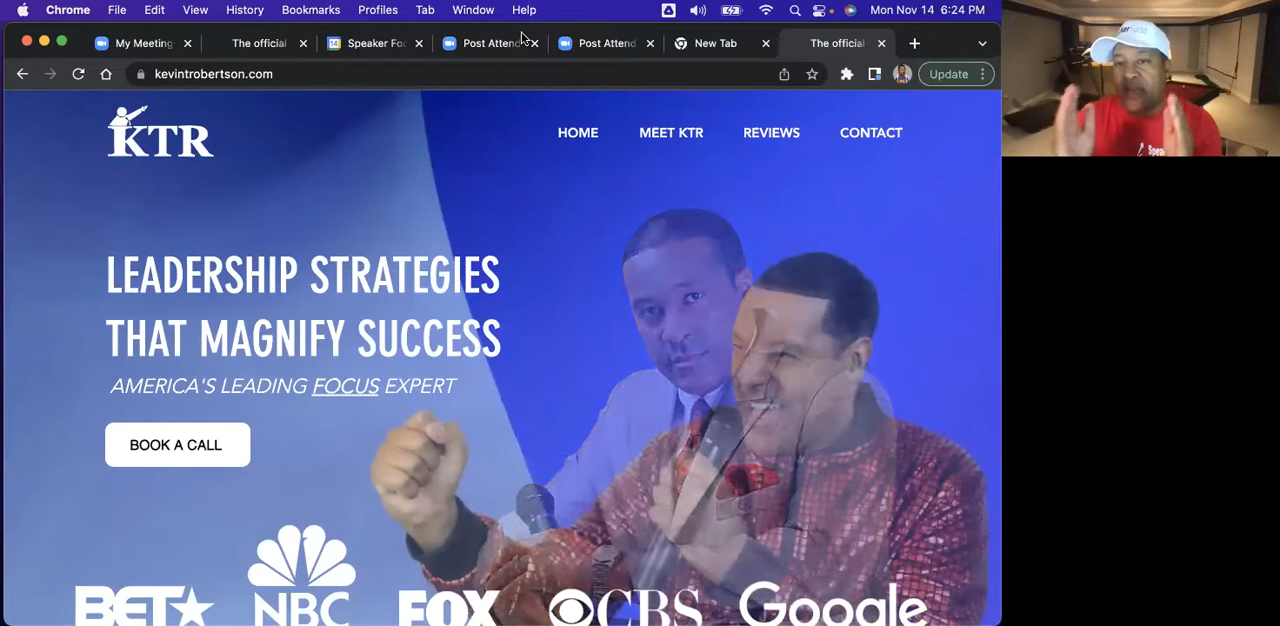 Chrome File Edit View History Bookmarks Profiles Tab Window Help Mon Nov 14 6:24 PM
My Meeting The official 14 Speaker Foc Post Attend Post Attend New Tab The official
kevintrobertson.com Update
KTR
HOME MEET KTR REVIEWS CONTACT
LEADERSHIP STRATEGIES
THAT MAGNIFY SUCCESS
AMERICA'S LEADING FOCUS EXPERT
BOOK A CALL
BET NBC FOX CBS Google